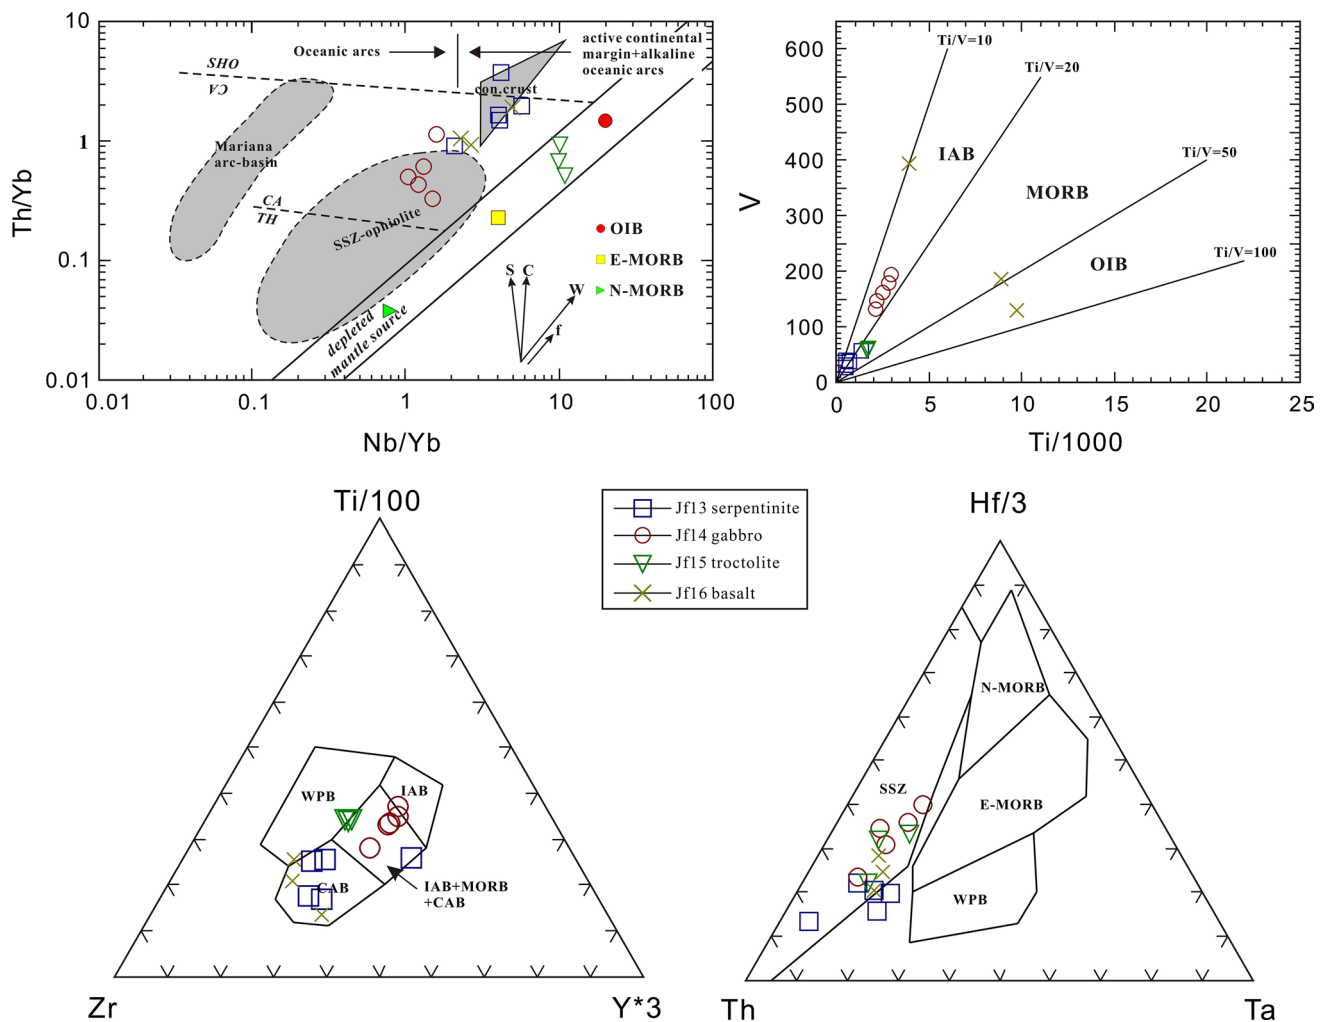 10
1
0.1
0.01
Th/Yb
0.01
0.1
1
10
100
Nb/Yb
Oceanic arcs
active continental
margin+alkaline
oceanic arcs
SHO
CA
con.crust
Mariana
arc-basin
CA
TH
SSZ-ophiolite
depleted
mantle source
OIB
E-MORB
N-MORB
S
C
W
f
600
500
400
300
200
100
0
V
0
5
10
15
20
25
Ti/1000
Ti/V=10
Ti/V=20
Ti/V=50
Ti/V=100
IAB
MORB
OIB
Ti/100
Zr
Y*3
WPB
IAB
CAB
IAB+MORB
+CAB
Jf13 serpentinite
Jf14 gabbro
Jf15 troctolite
Jf16 basalt
Hf/3
Th
Ta
N-MORB
SSZ
E-MORB
WPB